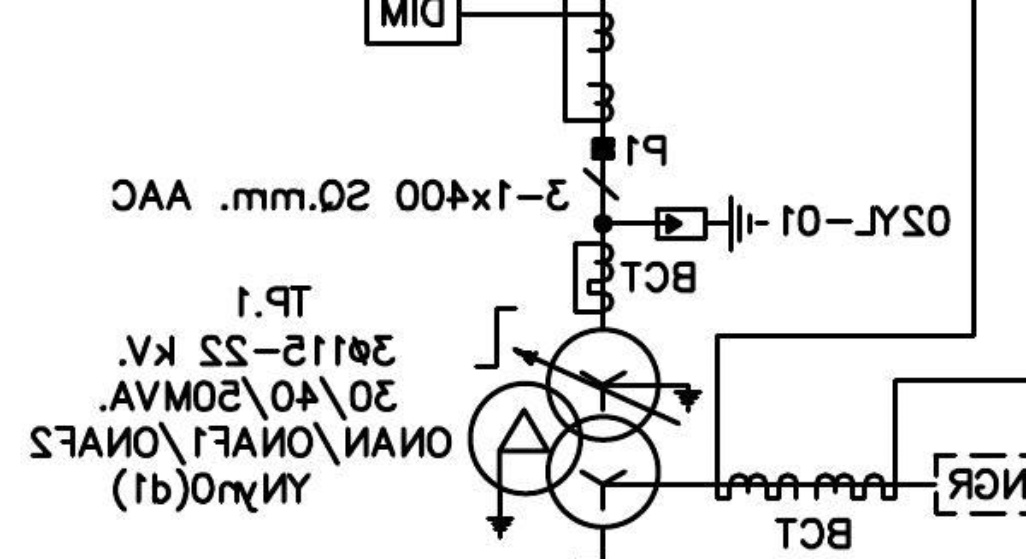 DIM
P1
3-1x400 SQ.mm. AAC
02YL-01
BCT
TP.1
3ø115-22 kV.
30/40/50MVA.
ONAN/ONAF1/ONAF2
YNyn0(d1)
NGR
BCT